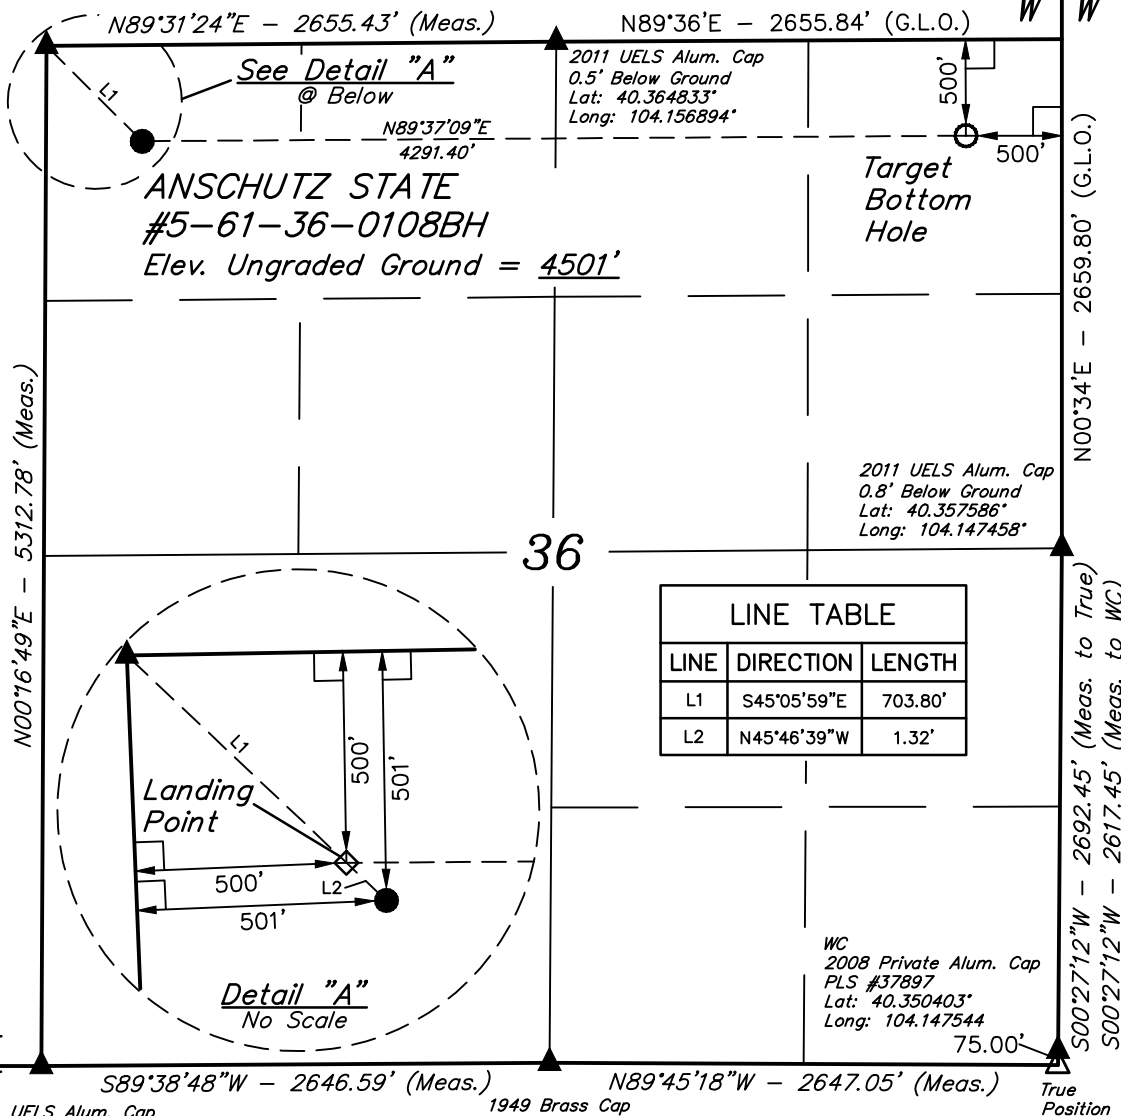 N89°31'24"E - 2655.43' (Meas.)
N89°36'E - 2655.84' (G.L.O.)
W W
See Detail "A"
@ Below
L1
2011 UELS Alum. Cap
0.5' Below Ground
Lat: 40.364833°
Long: 104.156894°
500'
N89°37'09"E
4291.40'
500'
Target
Bottom
Hole
ANSCHUTZ STATE
#5-61-36-0108BH
Elev. Ungraded Ground = 4501'
N00°34'E - 2659.80' (G.L.O.)
N00°16'49"E - 5312.78' (Meas.)
2011 UELS Alum. Cap
0.8' Below Ground
Lat: 40.357586°
Long: 104.147458°
36
LINE TABLE
LINE DIRECTION LENGTH
L1 S45°05'59"E 703.80'
L2 N45°46'39"W 1.32'
L1
500'
501'
Landing
Point
500'
L2
501'
Detail "A"
No Scale
S00°27'12"W - 2692.45' (Meas. to True)
S00°27'12"W - 2617.45' (Meas. to WC)
WC
2008 Private Alum. Cap
PLS #37897
Lat: 40.350403°
Long: 104.147544
75.00'
True
Position
S89°38'48"W - 2646.59' (Meas.)
N89°45'18"W - 2647.05' (Meas.)
UELS Alum. Cap
1949 Brass Cap